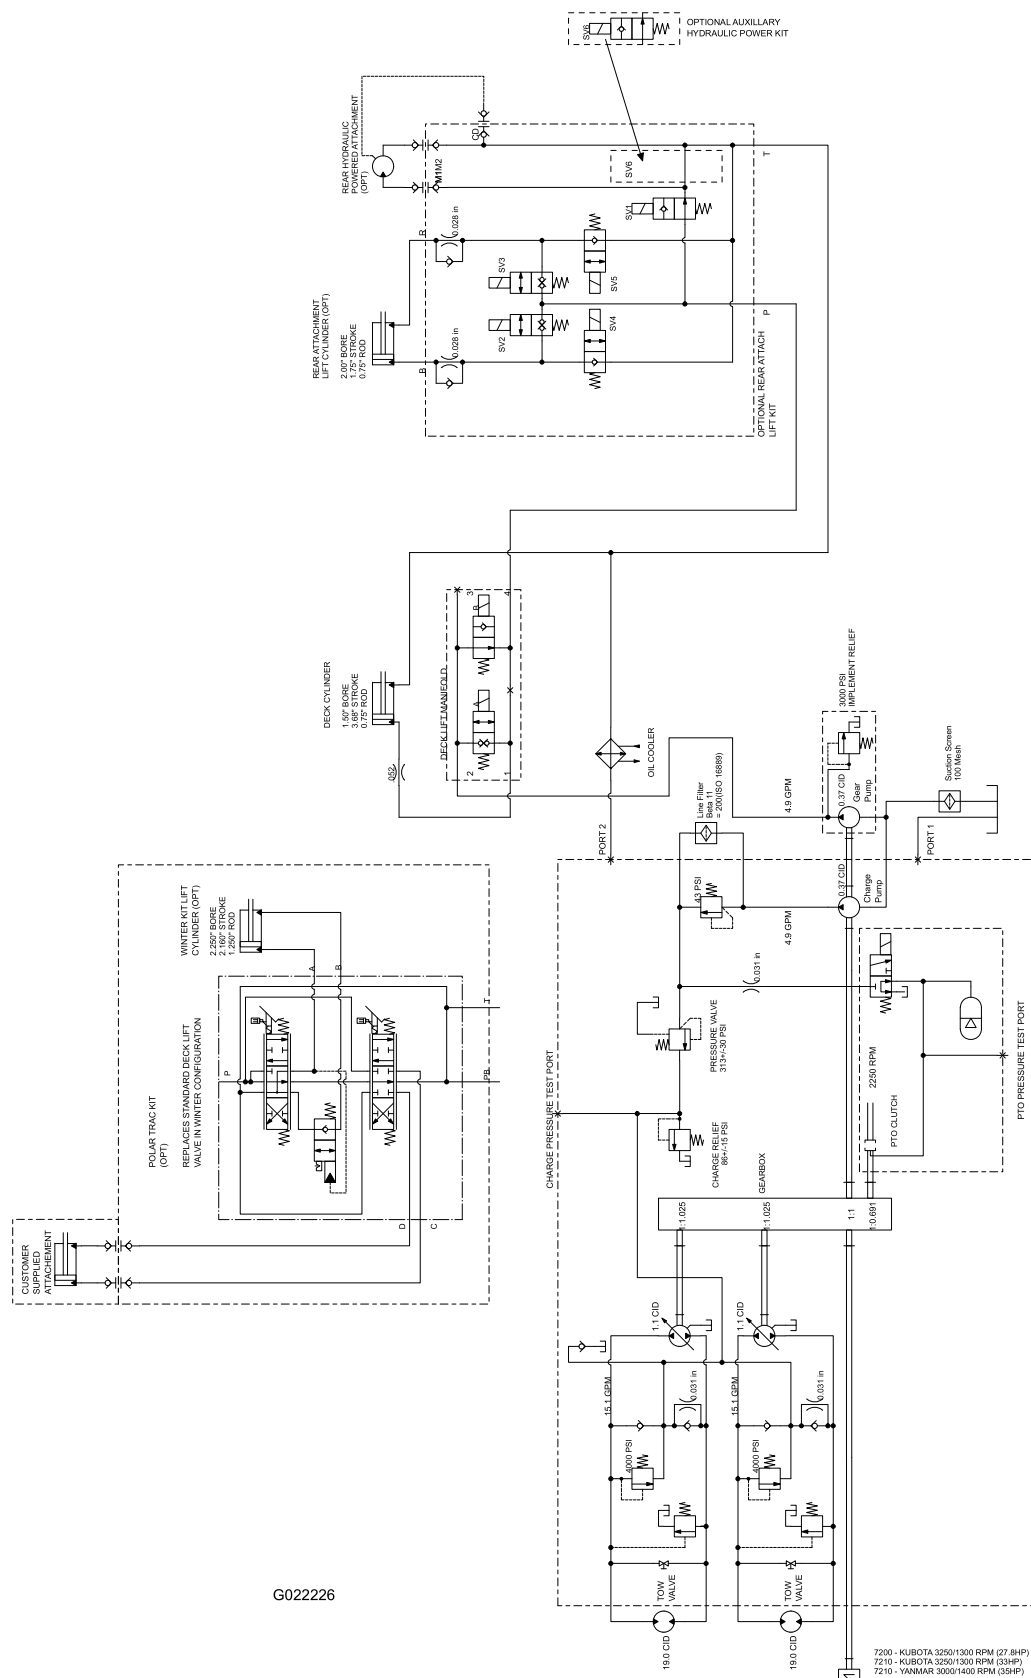 SV6
OPTIONAL AUXILLARY
HYDRAULIC POWER KIT
REAR HYDRAULIC
POWERED ATTACHMENT
(OPT)
CD
M1M2
SV6
T
SV1
R
0.028 in
SV3
SV5
REAR ATTACHMENT
LIFT CYLINDER (OPT)
2.00" BORE
1.75" STROKE
0.75" ROD
P
SV2
SV4
B
0.028 in
OPTIONAL REAR ATTACH
LIFT KIT
DECK CYLINDER
1.50" BORE
3.68" STROKE
0.75" ROD
.052
DECK LIFT MANIFOLD
3
4
B
A
2
1
OIL COOLER
3000 PSI
IMPLEMENT RELIEF
Suction Screen
100 Mesh
Line Filter
Beta 11
= 200(ISO 16889)
4.9 GPM
0.37 CID
Gear
Pump
PORT 2
PORT 1
43 PSI
4.9 GPM
0.37 CID
Charge
Pump
WINTER KIT LIFT
CYLINDER (OPT)
2.250" BORE
2.160" STROKE
1.250" ROD
A
B
POLAR TRAC KIT
(OPT)
REPLACES STANDARD DECK LIFT
VALVE IN WINTER CONFIGURATION
P
T
PB
D
C
CUSTOMER
SUPPLIED
ATTACHEMENT
0.031 in
PRESSURE VALVE
313+/-30 PSI
CHARGE PRESSURE TEST PORT
CHARGE RELIEF
86+/-15 PSI
2250 RPM
PTO CLUTCH
PTO PRESSURE TEST PORT
GEARBOX
1:1.025
1:1.025
1:1
1:0.691
1.1 CID
1.1 CID
15.1 GPM
15.1 GPM
0.031 in
0.031 in
4000 PSI
4000 PSI
TOW
VALVE
TOW
VALVE
19.0 CID
19.0 CID
G022226
7200 - KUBOTA 3250/1300 RPM (27.8HP)
7210 - KUBOTA 3250/1300 RPM (33HP)
7210 - YANMAR 3000/1400 RPM (35HP)